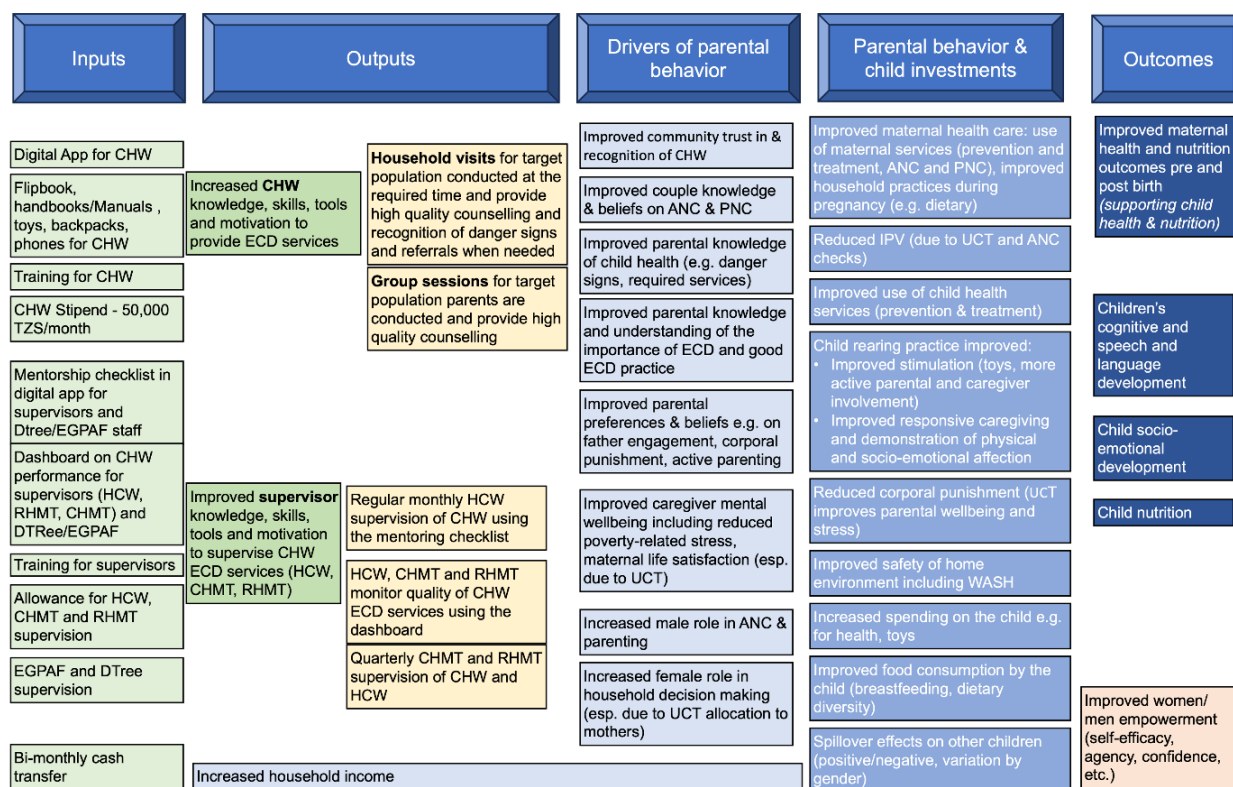 Inputs
Outputs
Drivers of parental
behavior
Parental behavior &
child investments
Outcomes
Digital App for CHW
Flipbook,
handbooks/Manuals ,
toys, backpacks,
phones for CHW
Training for CHW
CHW Stipend - 50,000
TZS/month
Mentorship checklist in
digital app for
supervisors and
Dtree/EGPAF staff
Dashboard on CHW
performance for
supervisors (HCW,
RHMT, CHMT) and
DTRee/EGPAF
Training for supervisors
Allowance for HCW,
CHMT and RHMT
supervision
EGPAF and DTree
supervision
Bi-monthly cash
transfer
Increased CHW
knowledge, skills, tools
and motivation to
provide ECD services
Improved supervisor
knowledge, skills,
tools and motivation
to supervise CHW
ECD services (HCW,
CHMT, RHMT)
Household visits for target
population conducted at the
required time and provide
high quality counselling and
recognition of danger signs
and referrals when needed
Group sessions for target
population parents are
conducted and provide high
quality counselling
Regular monthly HCW
supervision of CHW using
the mentoring checklist
HCW, CHMT and RHMT
monitor quality of CHW
ECD services using the
dashboard
Quarterly CHMT and RHMT
supervision of CHW and
HCW
Increased household income
Improved community trust in &
recognition of CHW
Improved couple knowledge
& beliefs on ANC & PNC
Improved parental knowledge
of child health (e.g. danger
signs, required services)
Improved parental knowledge
and understanding of the
importance of ECD and good
ECD practice
Improved parental
preferences & beliefs e.g. on
father engagement, corporal
punishment, active parenting
Improved caregiver mental
wellbeing including reduced
poverty-related stress,
maternal life satisfaction (esp.
due to UCT)
Increased male role in ANC &
parenting
Increased female role in
household decision making
(esp. due to UCT allocation to
mothers)
Improved maternal health care: use
of maternal services (prevention and
treatment, ANC and PNC), improved
household practices during
pregnancy (e.g. dietary)
Reduced IPV (due to UCT and ANC
checks)
Improved use of child health
services (prevention & treatment)
Child rearing practice improved:
• Improved stimulation (toys, more
active parental and caregiver
involvement)
• Improved responsive caregiving
and demonstration of physical
and socio-emotional affection
Reduced corporal punishment (UCT
improves parental wellbeing and
stress)
Improved safety of home
environment including WASH
Increased spending on the child e.g.
for health, toys
Improved food consumption by the
child (breastfeeding, dietary
diversity)
Spillover effects on other children
(positive/negative, variation by
gender)
Improved maternal
health and nutrition
outcomes pre and
post birth
(supporting child
health & nutrition)
Children's
cognitive and
speech and
language
development
Child socio-
emotional
development
Child nutrition
Improved women/
men empowerment
(self-efficacy,
agency, confidence,
etc.)